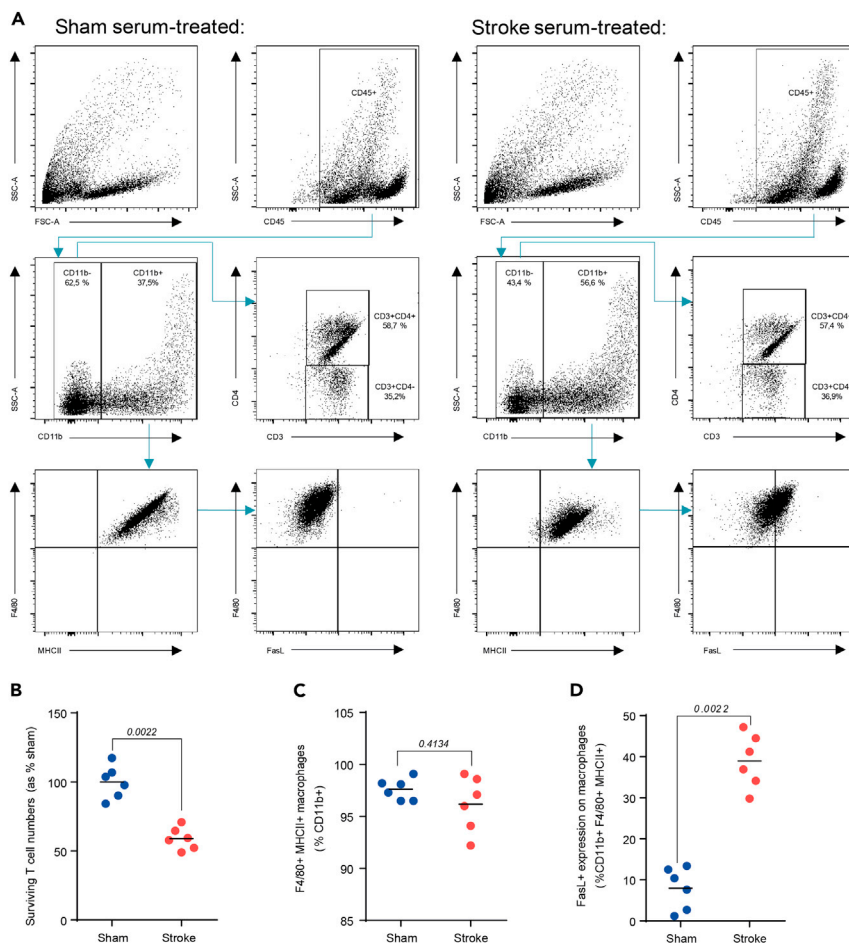 A
Sham serum-treated:
Stroke serum-treated:
SSC-A
FSC-A
SSC-A
CD45+
CD45
SSC-A
FSC-A
SSC-A
CD45+
CD45
SSC-A
CD11b-
62,5 %
CD11b+
37,5%
CD11b
CD4
CD3+CD4+
58,7 %
CD3+CD4-
35,2%
CD3
SSC-A
CD11b-
43,4 %
CD11b+
56,6 %
CD11b
CD4
CD3+CD4+
57,4 %
CD3+CD4-
36,9%
CD3
F4/80
MHCII
F4/80
FasL
F4/80
MHCII
F4/80
FasL
B
Surviving T cell numbers (as % sham)
150
100
50
0
0.0022
Sham
Stroke
C
F4/80+ MHCII+ macrophages
(% CD11b+)
105
100
95
90
85
0.4134
Sham
Stroke
D
FasL+ expression on macrophages
(%CD11b+ F4/80+ MHCII+)
50
40
30
20
10
0
0.0022
Sham
Stroke